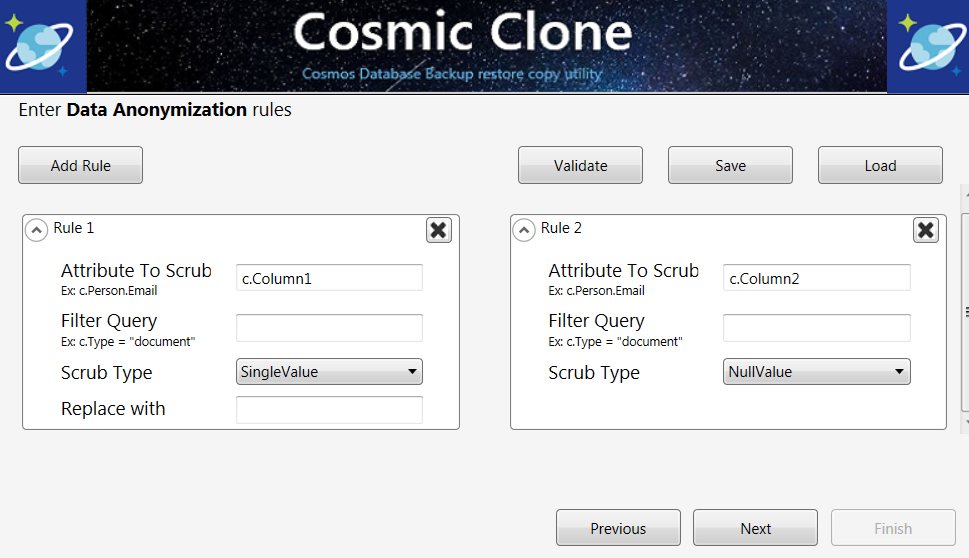 Cosmic Clone
Cosmos Database Backup restore copy utility
Enter Data Anonymization rules
Add Rule
Validate
Save
Load
Rule 1
Attribute To Scrub
Ex: c.Person.Email
c.Column1
Filter Query
Ex: c.Type = "document"
Scrub Type
SingleValue
Replace with
Rule 2
Attribute To Scrub
Ex: c.Person.Email
c.Column2
Filter Query
Ex: c.Type = "document"
Scrub Type
NullValue
Previous
Next
Finish